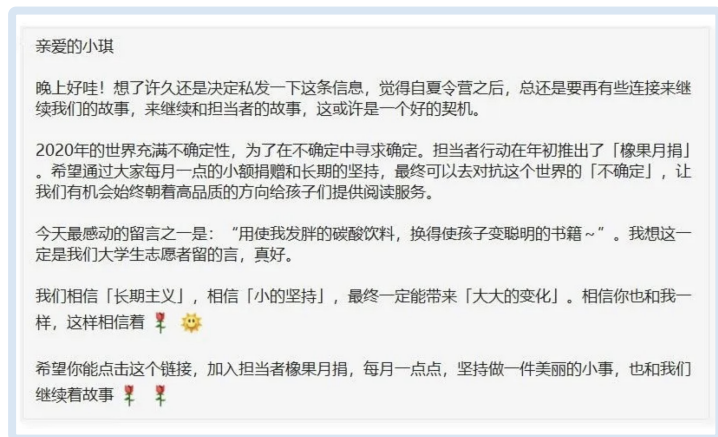 亲爱的小琪
晚上好哇！想了许久还是决定私发一下这条信息，觉得自夏令营之后，总还是要再有些连接来继
续我们的故事，来继续和担当者的故事，这或许是一个好的契机。
2020年的世界充满不确定性，为了在不确定中寻求确定。担当者行动在年初推出了「橡果月捐」
。希望通过大家每月一点的小额捐赠和长期的坚持，最终可以去对抗这个世界的「不确定」，让
我们有机会始终朝着高品质的方向给孩子们提供阅读服务。
今天最感动的留言之一是：“用使我发胖的碳酸饮料，换得使孩子变聪明的书籍~”。我想这一
定是我们大学生志愿者留的言，真好。
我们相信「长期主义」，相信「小的坚持」，最终一定能带来「大大的变化」。相信你也和我一
样，这样相信着🌹🌞
希望你能点击这个链接，加入担当者橡果月捐，每月一点点，坚持做一件美丽的小事，也和我们
继续着故事🌹🌹